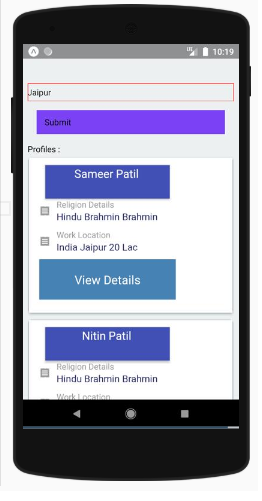 10:19
Jaipur
Submit
Profiles :
Sameer Patil
Religion Details
Hindu Brahmin Brahmin
Work Location
India Jaipur 20 Lac
View Details
Nitin Patil
Religion Details
Hindu Brahmin Brahmin
Work Location